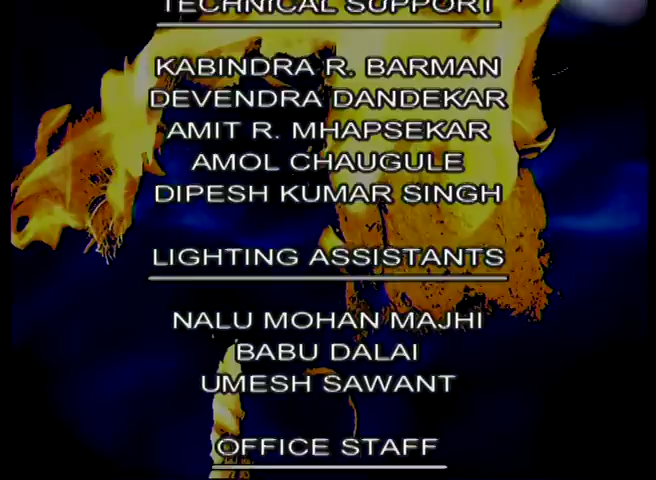 TECHNICAL SUPPORT
KABINDRA R. BARMAN
DEVENDRA DANDEKAR
AMIT R. MHAPSEKAR
AMOL CHAUGULE
DIPESH KUMAR SINGH
LIGHTING ASSISTANTS
NALU MOHAN MAJHI
BABU DALAI
UMESH SAWANT
OFFICE STAFF